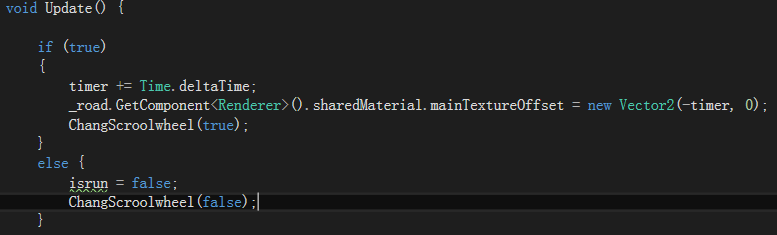 void Update() {
if (true)
{
timer += Time.deltaTime;
_road.GetComponent<Renderer>().sharedMaterial.mainTextureOffset = new Vector2(-timer, 0);
ChangScroolwheel(true);
}
else {
isrun = false;
ChangScroolwheel(false);
}